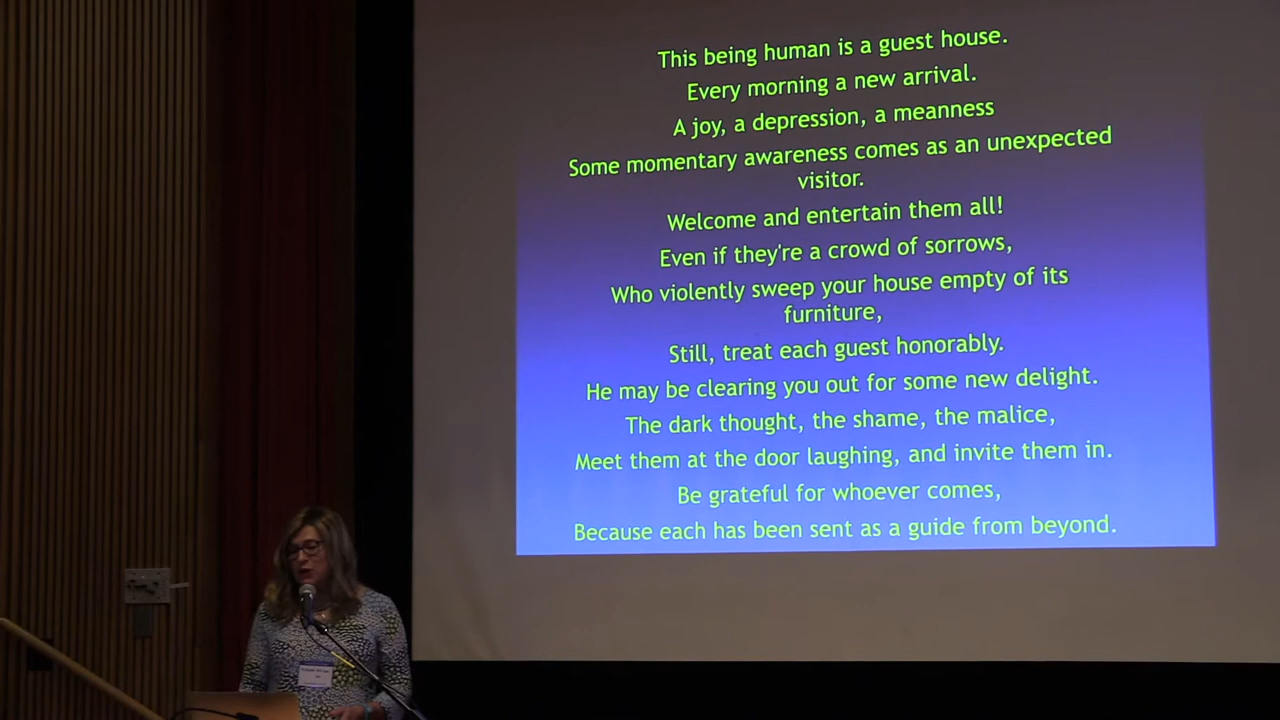 This being human is a guest house.
Every morning a new arrival.
A joy, a depression, a meanness
Some momentary awareness comes as an unexpected
visitor.
Welcome and entertain them all!
Even if they're a crowd of sorrows,
Who violently sweep your house empty of its
furniture,
Still, treat each guest honorably.
He may be clearing you out for some new delight.
The dark thought, the shame, the malice,
Meet them at the door laughing, and invite them in.
Be grateful for whoever comes,
Because each has been sent as a guide from beyond.